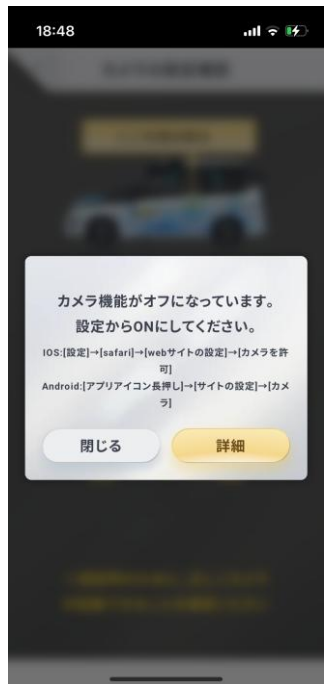 18:48
カメラ機能がオフになっています。
設定からONにしてください。
IOS:[設定]→[safari]→[webサイトの設定]→[カメラを許
可]
Android:[アプリアイコン長押し]→[サイトの設定]→[カメ
ラ]
閉じる
詳細